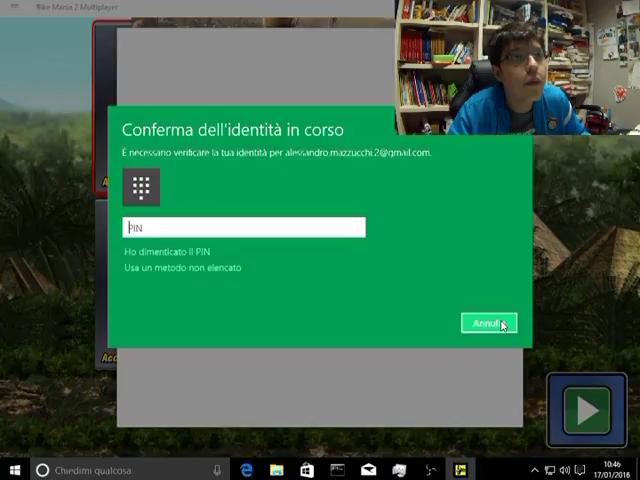 Bike Mania 2 Multiplayer
Conferma dell'identità in corso
È necessario verificare la tua identità per alessandro.mazzucchi.2@gmail.com.
PIN
Ho dimenticato il PIN
Usa un metodo non elencato
Annulla
Acc
Chiedimi qualcosa
10:46
17/01/2016